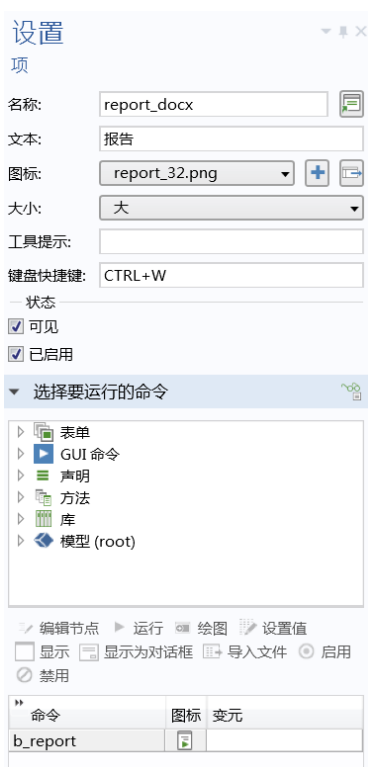 设置
项
名称: report_docx
文本: 报告
图标: report_32.png
大小: 大
工具提示:
键盘快捷键: CTRL+W
状态
可见
已启用
选择要运行的命令
表单
GUI 命令
声明
方法
库
模型 (root)
编辑节点 运行 绘图 设置值
显示 显示为对话框 导入文件 启用
禁用
命令 图标 变元
b_report